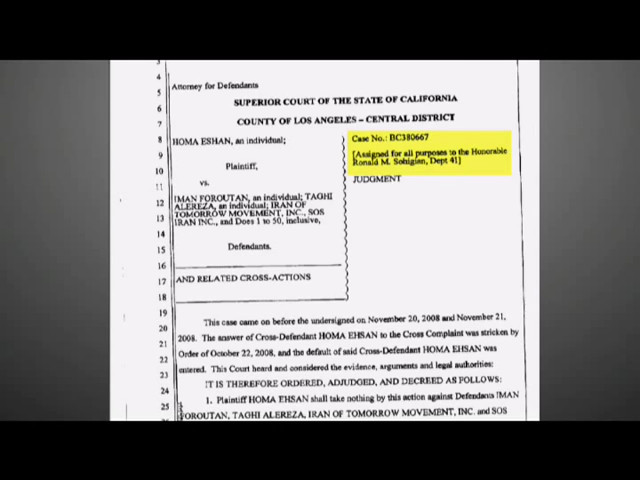 3
4
Attorney for Defendants
5
SUPERIOR COURT OF THE STATE OF CALIFORNIA
6
7
COUNTY OF LOS ANGELES – CENTRAL DISTRICT
8
HOMA ESHAN, an individual;
9
10
Plaintiff,
11
vs.
12
IMAN FOROUTAN, an individual; TAGHI
ALEREZA, an individual; IRAN OF
13
TOMORROW MOVEMENT, INC., SOS
IRAN INC., and Does 1 to 50, inclusive,
14
15
Defendants.
16
17
AND RELATED CROSS-ACTIONS
18
Case No.: BC380667
[Assigned for all purposes to the Honorable
Ronald M. Sohigian, Dept 41]
JUDGMENT
19
This case came on before the undersigned on November 20, 2008 and November 21,
20
2008. The answer of Cross-Defendant HOMA EHSAN to the Cross Complaint was stricken by
21
Order of October 22, 2008, and the default of said Cross-Defendant HOMA EHSAN was
22
entered. This Court heard and considered the evidence, arguments and legal authorities:
23
IT IS THEREFORE ORDERED, ADJUDGED, AND DECREED AS FOLLOWS:
24
1. Plaintiff HOMA EHSAN shall take nothing by this action against Defendants IMAN
25
FOROUTAN, TAGHI ALEREZA, IRAN OF TOMORROW MOVEMENT, INC. and SOS